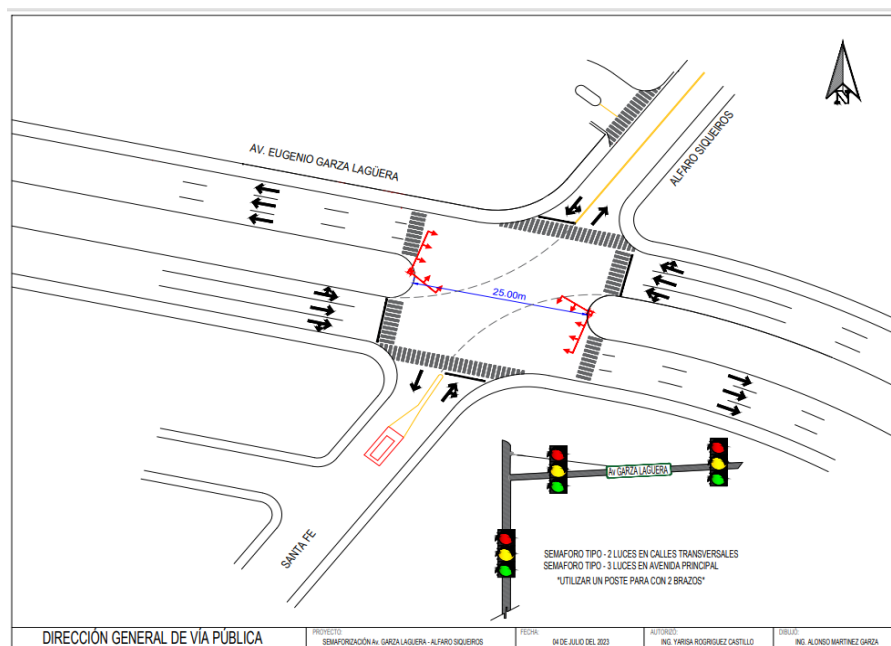 AV. EUGENIO GARZA LAGÜERA
ALFARO SIQUEIROS
N
25.00m
Av GARZA LAGUERA
SANTA FE
SEMAFORO TIPO - 2 LUCES EN CALLES TRANSVERSALES
SEMAFORO TIPO - 3 LUCES EN AVENIDA PRINCIPAL
*UTILIZAR UN POSTE PARA CON 2 BRAZOS*
DIRECCIÓN GENERAL DE VÍA PÚBLICA
PROYECTO:
SEMAFORIZACIÓN Av. GARZA LAGUERA - ALFARO SIQUEIROS
FECHA:
04 DE JULIO DEL 2023
AUTORIZÓ:
ING. YARISA ROGRIGUEZ CASTILLO
DIBUJO:
ING. ALONSO MARTINEZ GARZA